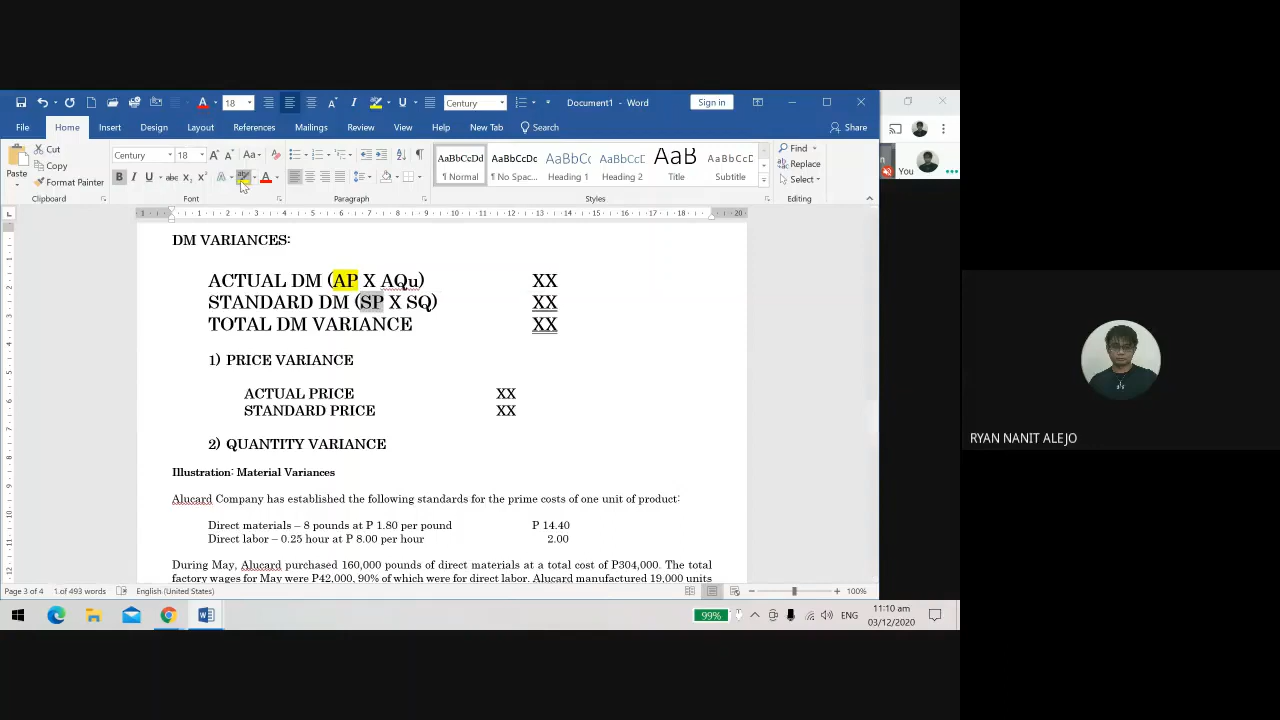 18
Century
Document1 - Word
Sign in
File
Home
Insert
Design
Layout
References
Mailings
Review
View
Help
New Tab
Search
Share
Paste
Cut
Copy
Format Painter
Century
18
Aa
AaBbCcDd
AaBbCcDc
AaBbCc
AaBbCcDd
AaB
AaBbCcDd
¶ Normal
¶ No Spac...
Heading 1
Heading 2
Title
Subtitle
Find
Replace
Select
You
Clipboard
Font
Paragraph
Styles
Editing
DM VARIANCES:
ACTUAL DM (AP X AQu) XX
STANDARD DM (SP X SQ) XX
TOTAL DM VARIANCE XX
1) PRICE VARIANCE
ACTUAL PRICE XX
STANDARD PRICE XX
2) QUANTITY VARIANCE
Illustration: Material Variances
Alucard Company has established the following standards for the prime costs of one unit of product:
Direct materials – 8 pounds at P 1.80 per pound P 14.40
Direct labor – 0.25 hour at P 8.00 per hour 2.00
During May, Alucard purchased 160,000 pounds of direct materials at a total cost of P304,000. The total
factory wages for May were P42,000, 90% of which were for direct labor. Alucard manufactured 19,000 units
Page 3 of 4
1 of 493 words
English (United States)
100%
99%
ENG
11:10 am
03/12/2020
RYAN NANIT ALEJO